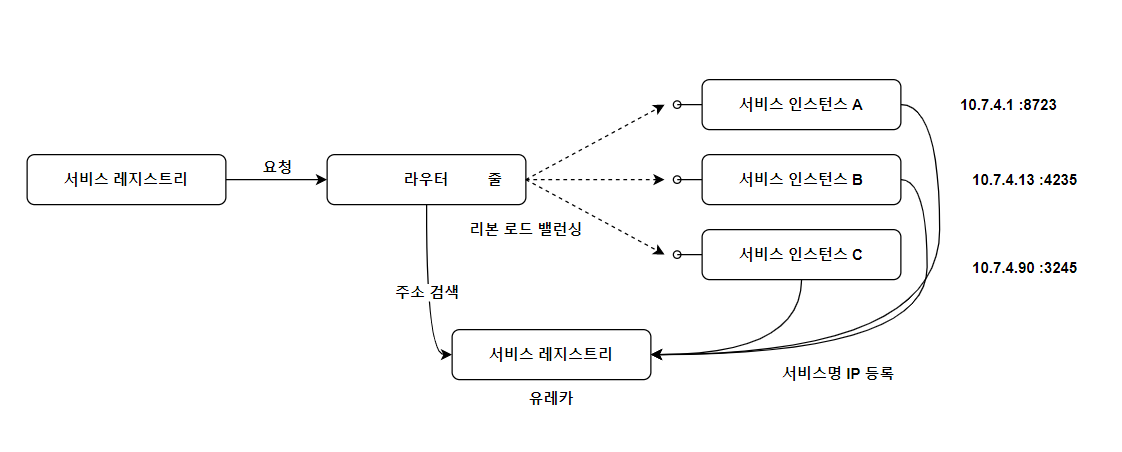 서비스 인스턴스 A
10.7.4.1 :8723
서비스 레지스트리
요청
라우터 줄
서비스 인스턴스 B
10.7.4.13 :4235
리본 로드 밸런싱
서비스 인스턴스 C
10.7.4.90 :3245
주소 검색
서비스 레지스트리
서비스명 IP 등록
유레카